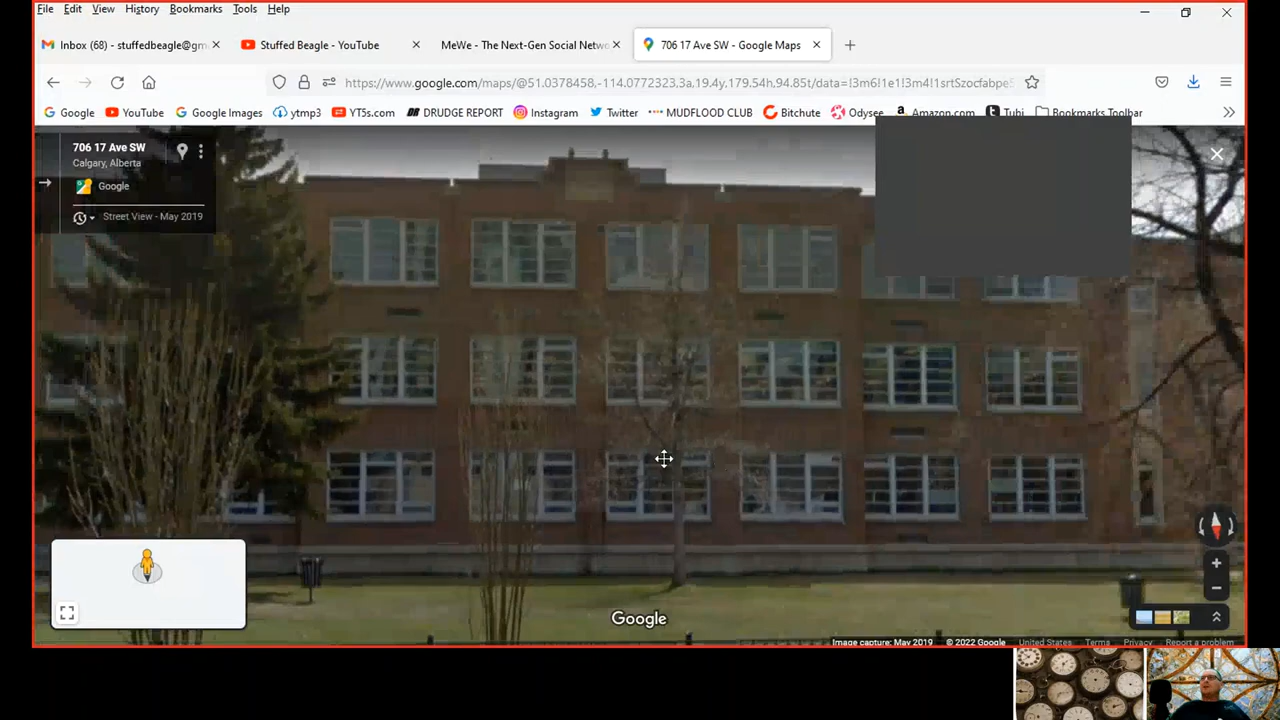 File Edit View History Bookmarks Tools Help
Inbox (68) - stuffedbeagle@gm
Stuffed Beagle - YouTube
MeWe - The Next-Gen Social Netwo
706 17 Ave SW - Google Maps
https://www.google.com/maps/@51.0378458,-114.0772323,3a,19.4y,179.54h,94.85t/data=!3m6!1e1!3m4!1srtSzocfabpe5
Google YouTube Google Images ytmp3 YT5s.com DRUDGE REPORT Instagram Twitter MUDFLOOD CLUB Bitchute Odysee Amazon.com Tubi Bookmarks Toolbar
706 17 Ave SW
Calgary, Alberta
Google
Street View - May 2019
Google
Image capture: May 2019 © 2022 Google United States Terms Privacy Report a problem